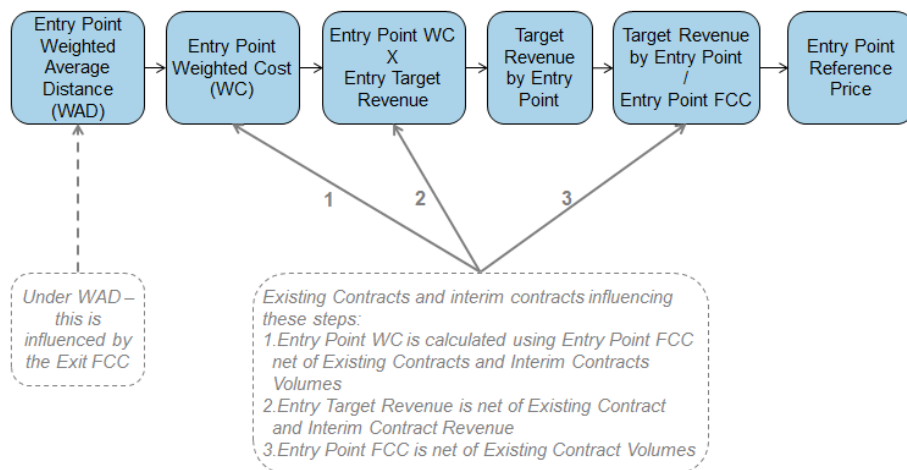 Entry Point
Weighted
Average
Distance
(WAD)
Entry Point
Weighted Cost
(WC)
Entry Point WC
X
Entry Target
Revenue
Target
Revenue
by Entry
Point
Target Revenue
by Entry Point
/
Entry Point FCC
Entry Point
Reference
Price
1
2
3
Under WAD –
this is
influenced by
the Exit FCC
Existing Contracts and interim contracts influencing
these steps:
1.Entry Point WC is calculated using Entry Point FCC
net of Existing Contracts and Interim Contracts
Volumes
2.Entry Target Revenue is net of Existing Contract
and Interim Contract Revenue
3.Entry Point FCC is net of Existing Contract Volumes